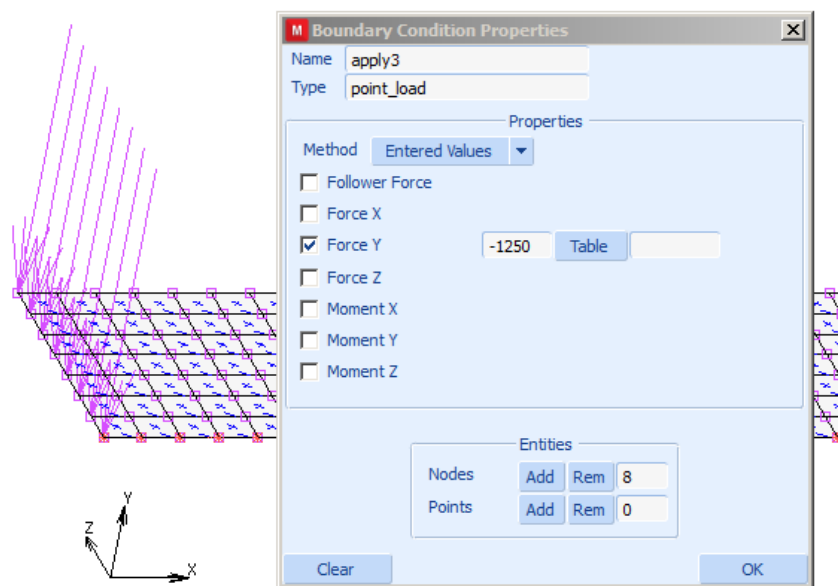 M Boundary Condition Properties
Name apply3
Type point_load
Properties
Method Entered Values
Follower Force
Force X
Force Y -1250 Table
Force Z
Moment X
Moment Y
Moment Z
Entities
Nodes Add Rem 8
Points Add Rem 0
Clear OK
Y
Z
X